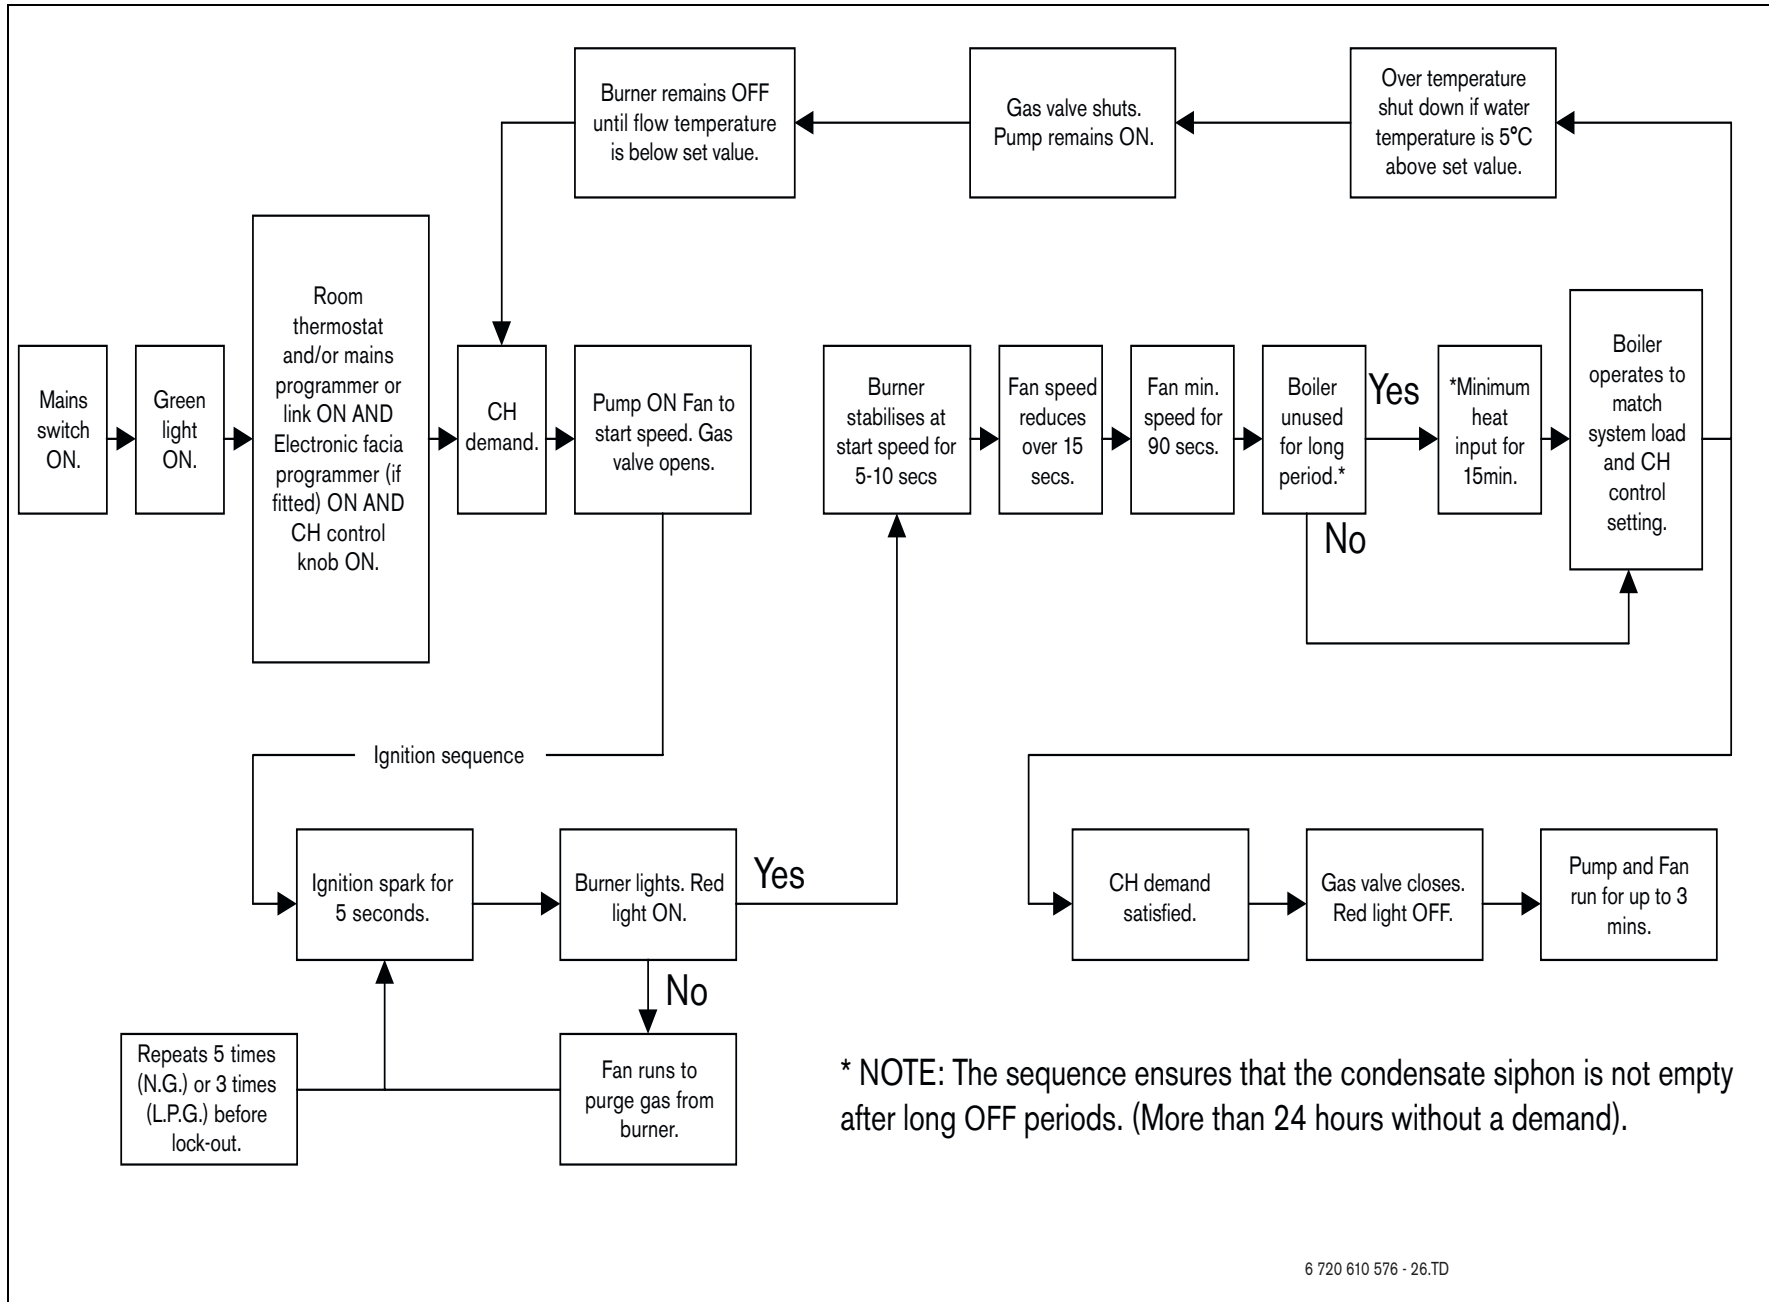 Burner remains OFF
until flow temperature
is below set value.
Gas valve shuts.
Pump remains ON.
Over temperature
shut down if water
temperature is 5°C
above set value.
Mains
switch
ON.
Green
light
ON.
Room
thermostat
and/or mains
programmer or
link ON AND
Electronic facia
programmer (if
fitted) ON AND
CH control
knob ON.
CH
demand.
Pump ON Fan to
start speed. Gas
valve opens.
Burner
stabilises at
start speed for
5-10 secs
Fan speed
reduces
over 15
secs.
Fan min.
speed for
90 secs.
Boiler
unused
for long
period.*
Yes
No
*Minimum
heat
input for
15min.
Boiler
operates to
match
system load
and CH
control
setting.
Ignition sequence
Ignition spark for
5 seconds.
Burner lights. Red
light ON.
Yes
No
Repeats 5 times
(N.G.) or 3 times
(L.P.G.) before
lock-out.
Fan runs to
purge gas from
burner.
CH demand
satisfied.
Gas valve closes.
Red light OFF.
Pump and Fan
run for up to 3
mins.
* NOTE: The sequence ensures that the condensate siphon is not empty
after long OFF periods. (More than 24 hours without a demand).
6 720 610 576 - 26.TD